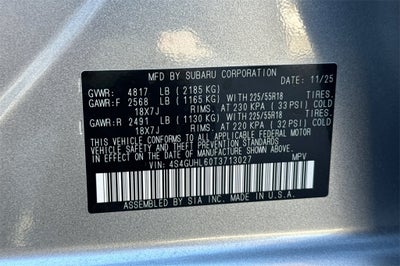 MFD BY SUBARU CORPORATION DATE: 11/25
GVWR: 4817 LB (2185 KG)
GAWR:F 2568 LB (1165 KG) WITH 225/55R18 TIRES.
18X7J RIMS. AT 230 KPA (33 PSI) COLD
GAWR:R 2491 LB (1130 KG) WITH 225/55R18 TIRES.
18X7J RIMS. AT 220 KPA (32 PSI) COLD
THIS VEHICLE CONFORMS TO ALL APPLICABLE FEDERAL MOTOR
VEHICLE SAFETY STANDARDS IN EFFECT ON THE DATE OF
MANUFACTURE SHOWN ABOVE.
VIN: 4S4GUHL60T3713027 MPV
ASSEMBLED BY SIA INC. MADE IN U.S.A.